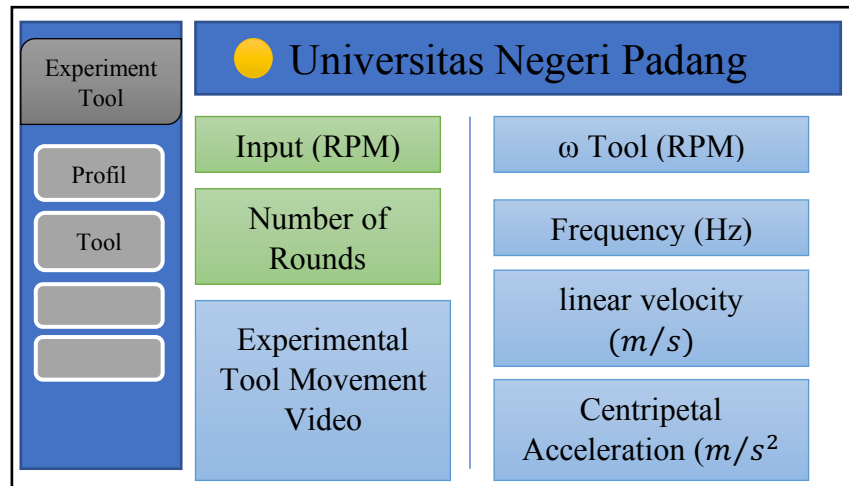 Experiment
Tool
Profil
Tool
Universitas Negeri Padang
Input (RPM)
Number of
Rounds
Experimental
Tool Movement
Video
ω Tool (RPM)
Frequency (Hz)
linear velocity
(m/s)
Centripetal
Acceleration (m/s²